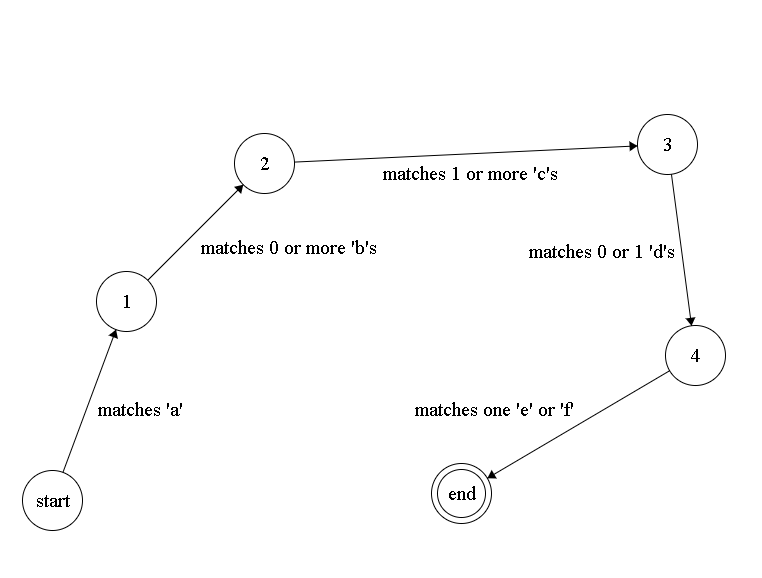 2
3
matches 1 or more 'c's
matches 0 or more 'b's
matches 0 or 1 'd's
1
4
matches 'a'
matches one 'e' or 'f'
start
end